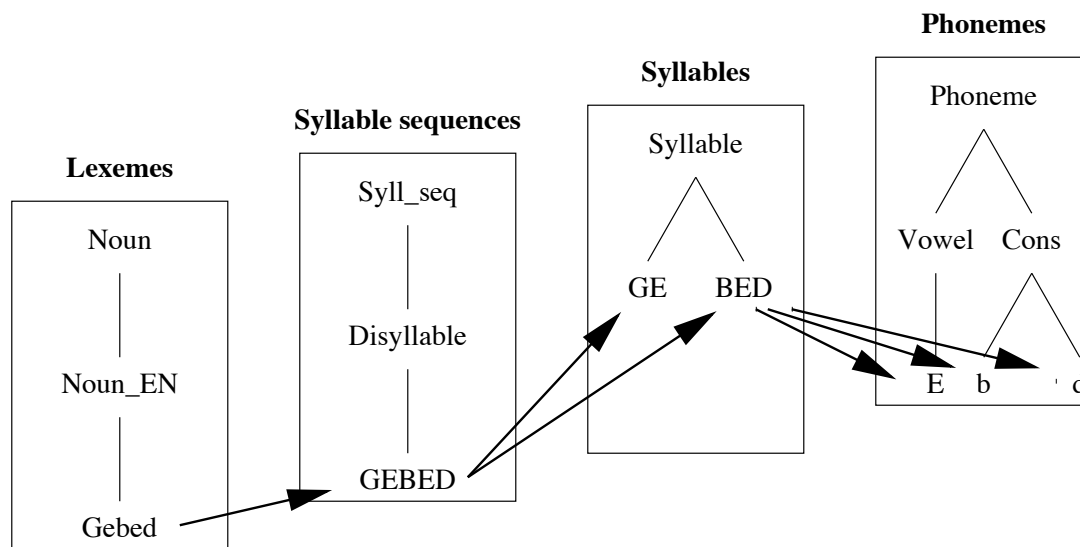 Phonemes
Syllables
Phoneme
Syllable sequences
Syllable
Lexemes
Syll_seq
Noun
Vowel Cons
GE BED
Disyllable
Noun_EN
E b
GEBED
Gebed